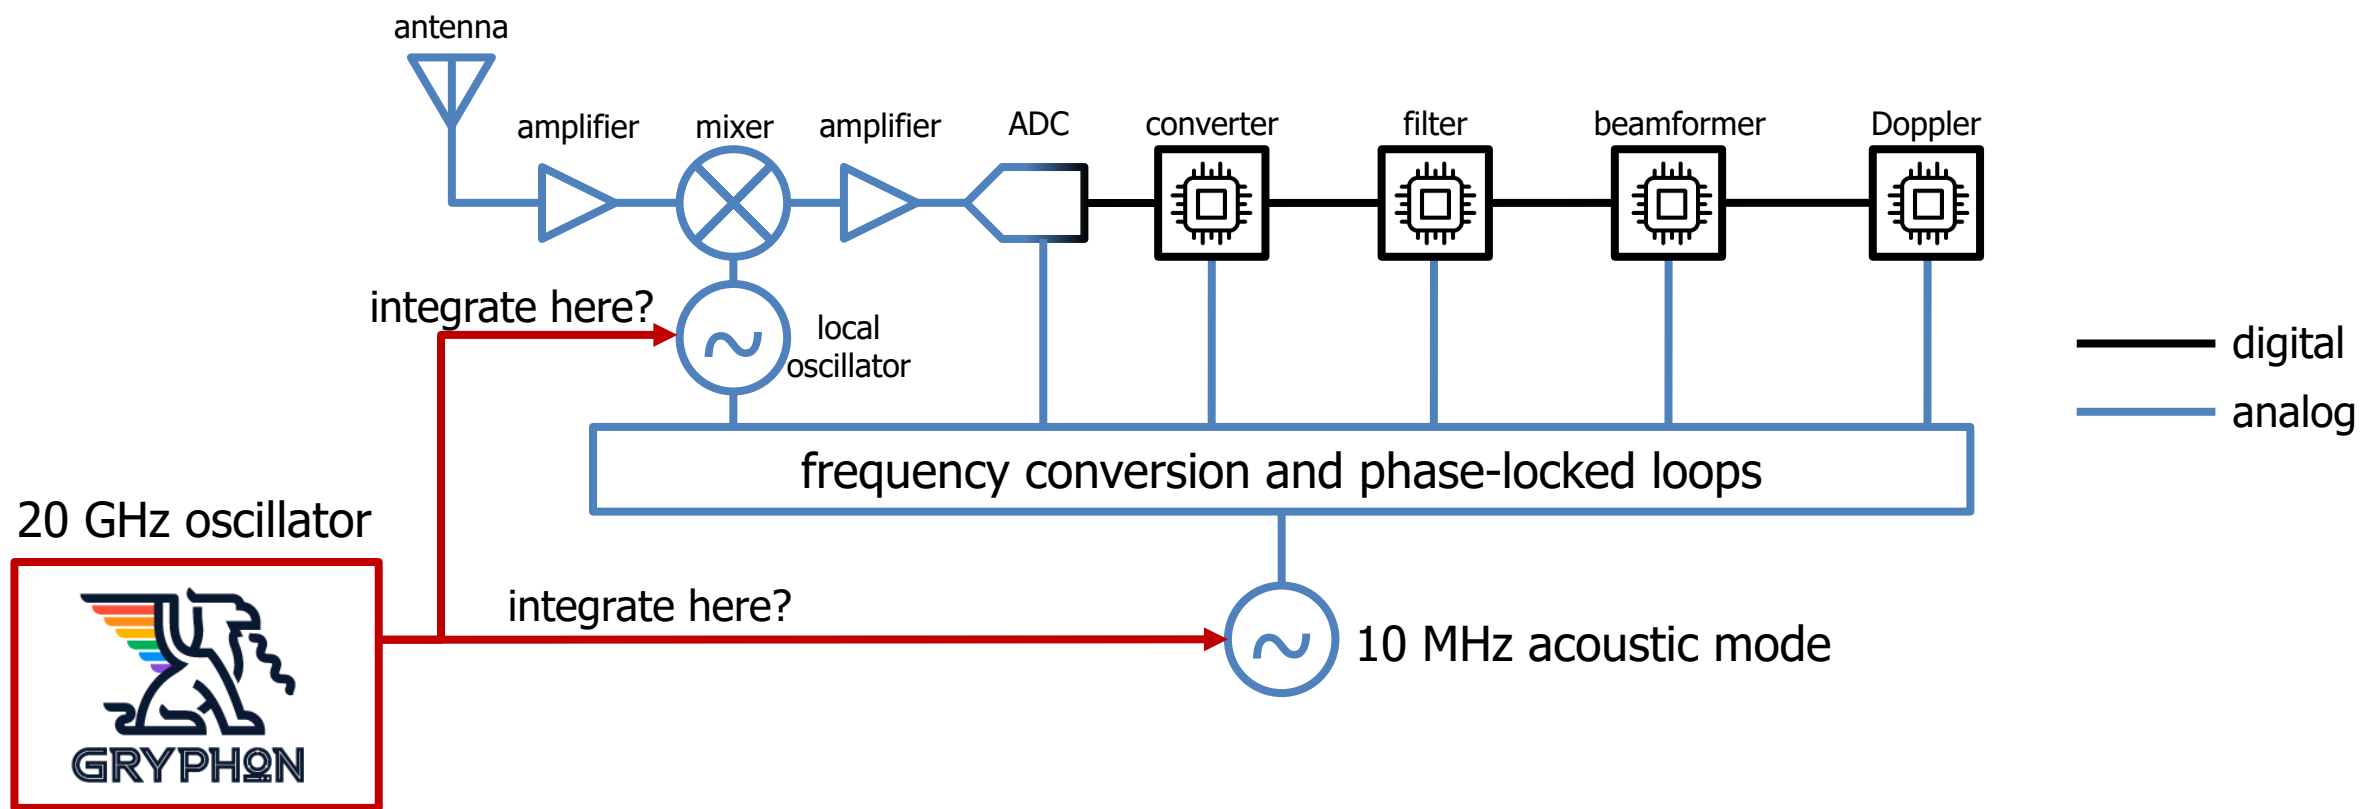 antenna
amplifier
mixer
amplifier
ADC
converter
filter
beamformer
Doppler
integrate here?
local
oscillator
digital
analog
frequency conversion and phase-locked loops
20 GHz oscillator
integrate here?
10 MHz acoustic mode
GRYPHON